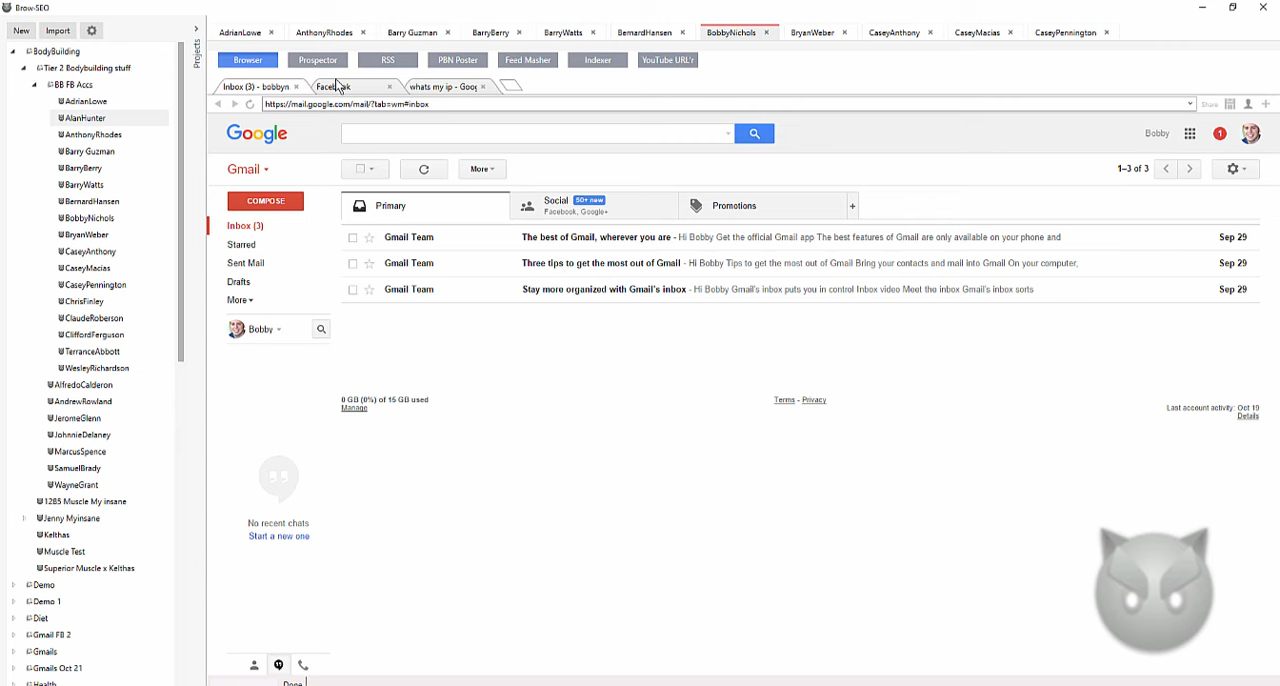 Brow-SEO
New Import
Projects
BodyBuilding
Tier 2 Bodybuilding stuff
BB FB Accs
AdrianLowe
AlanHunter
AnthonyRhodes
Barry Guzman
BarryBerry
BarryWatts
BernardHansen
BobbyNichols
BryanWeber
CaseyAnthony
CaseyMacias
CaseyPennington
ChrisFinley
ClaudeRoberson
CliffordFerguson
TerranceAbbott
WesleyRichardson
AlfredoCalderon
AndrewRowland
JeromeGlenn
JohnnieDelaney
MarcusSpence
SamuelBrady
WayneGrant
1285 Muscle My insane
Jenny Myinsane
Kelthas
Muscle Test
Superior Muscle x Kelthas
Demo
Demo 1
Diet
Gmail FB 2
Gmails
Gmails Oct 21
Health
AdrianLowe × AnthonyRhodes × Barry Guzman × BarryBerry × BarryWatts × BernardHansen × BobbyNichols × BryanWeber × CaseyAnthony × CaseyMacias × CaseyPennington ×
Browser Prospector RSS PBN Poster Feed Masher Indexer YouTube URL'r
Inbox (3) - bobbyn × Facebook × whats my ip - Goog ×
https://mail.google.com/mail/?tab=wm#inbox Share
Google Bobby 1
Gmail More 1–3 of 3
COMPOSE
Inbox (3)
Starred
Sent Mail
Drafts
More
Bobby
Primary
Social 50+ new
Facebook, Google+
Promotions +
Gmail Team The best of Gmail, wherever you are - Hi Bobby Get the official Gmail app The best features of Gmail are only available on your phone and Sep 29
Gmail Team Three tips to get the most out of Gmail - Hi Bobby Tips to get the most out of Gmail Bring your contacts and mail into Gmail On your computer, Sep 29
Gmail Team Stay more organized with Gmail's inbox - Hi Bobby Gmail's inbox puts you in control Inbox video Meet the inbox Gmail's inbox sorts Sep 29
0 GB (0%) of 15 GB used
Manage
Terms - Privacy
Last account activity: Oct 19
Details
No recent chats
Start a new one
Done